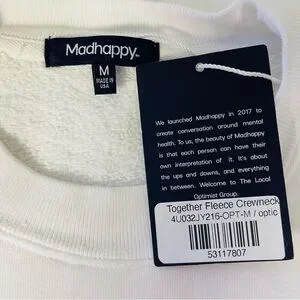 Madhappy
M
MADE IN
USA
We launched Madhappy in 2017 to
create conversation around mental
health. To us, the beauty of Madhappy
is that each person can have their
own interpretation of it. It's about
the ups and downs, and everything
in between. Welcome to The Local
Optimist Group.
Together Fleece Crewneck
4U032JY216-OPT-M / optic
53117807